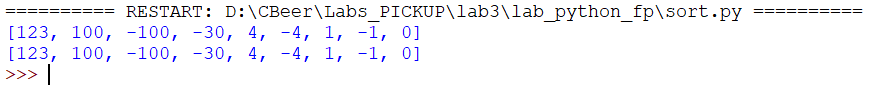 ========== RESTART: D:\CBeer\Labs_PICKUP\lab3\lab_python_fp\sort.py ==========
[123, 100, -100, -30, 4, -4, 1, -1, 0]
[123, 100, -100, -30, 4, -4, 1, -1, 0]
>>>